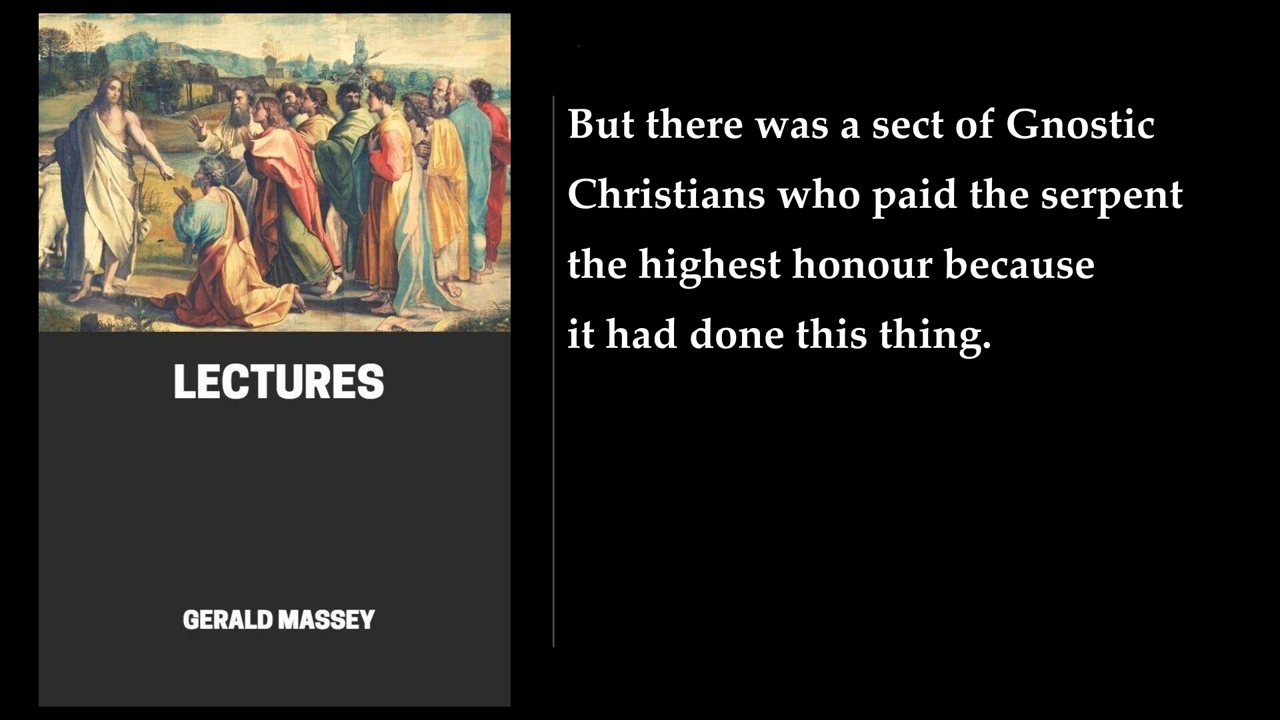 LECTURES
GERALD MASSEY
But there was a sect of Gnostic
Christians who paid the serpent
the highest honour because
it had done this thing.